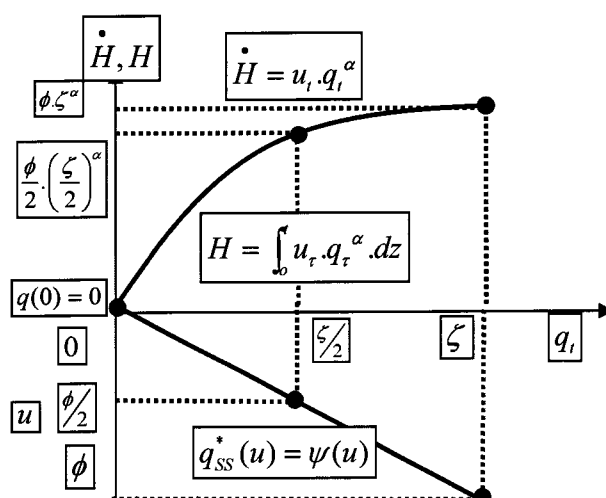 Ḣ, H
Ḣ = u_t . q_t^α
ϕ.ζ^α
ϕ/2 . (ζ/2)^α
H = ∫_o^t u_τ . q_τ^α . dz
q(0) = 0
0
ζ/2
ζ
q_t
u
ϕ/2
q*_SS (u) = ψ(u)
ϕ